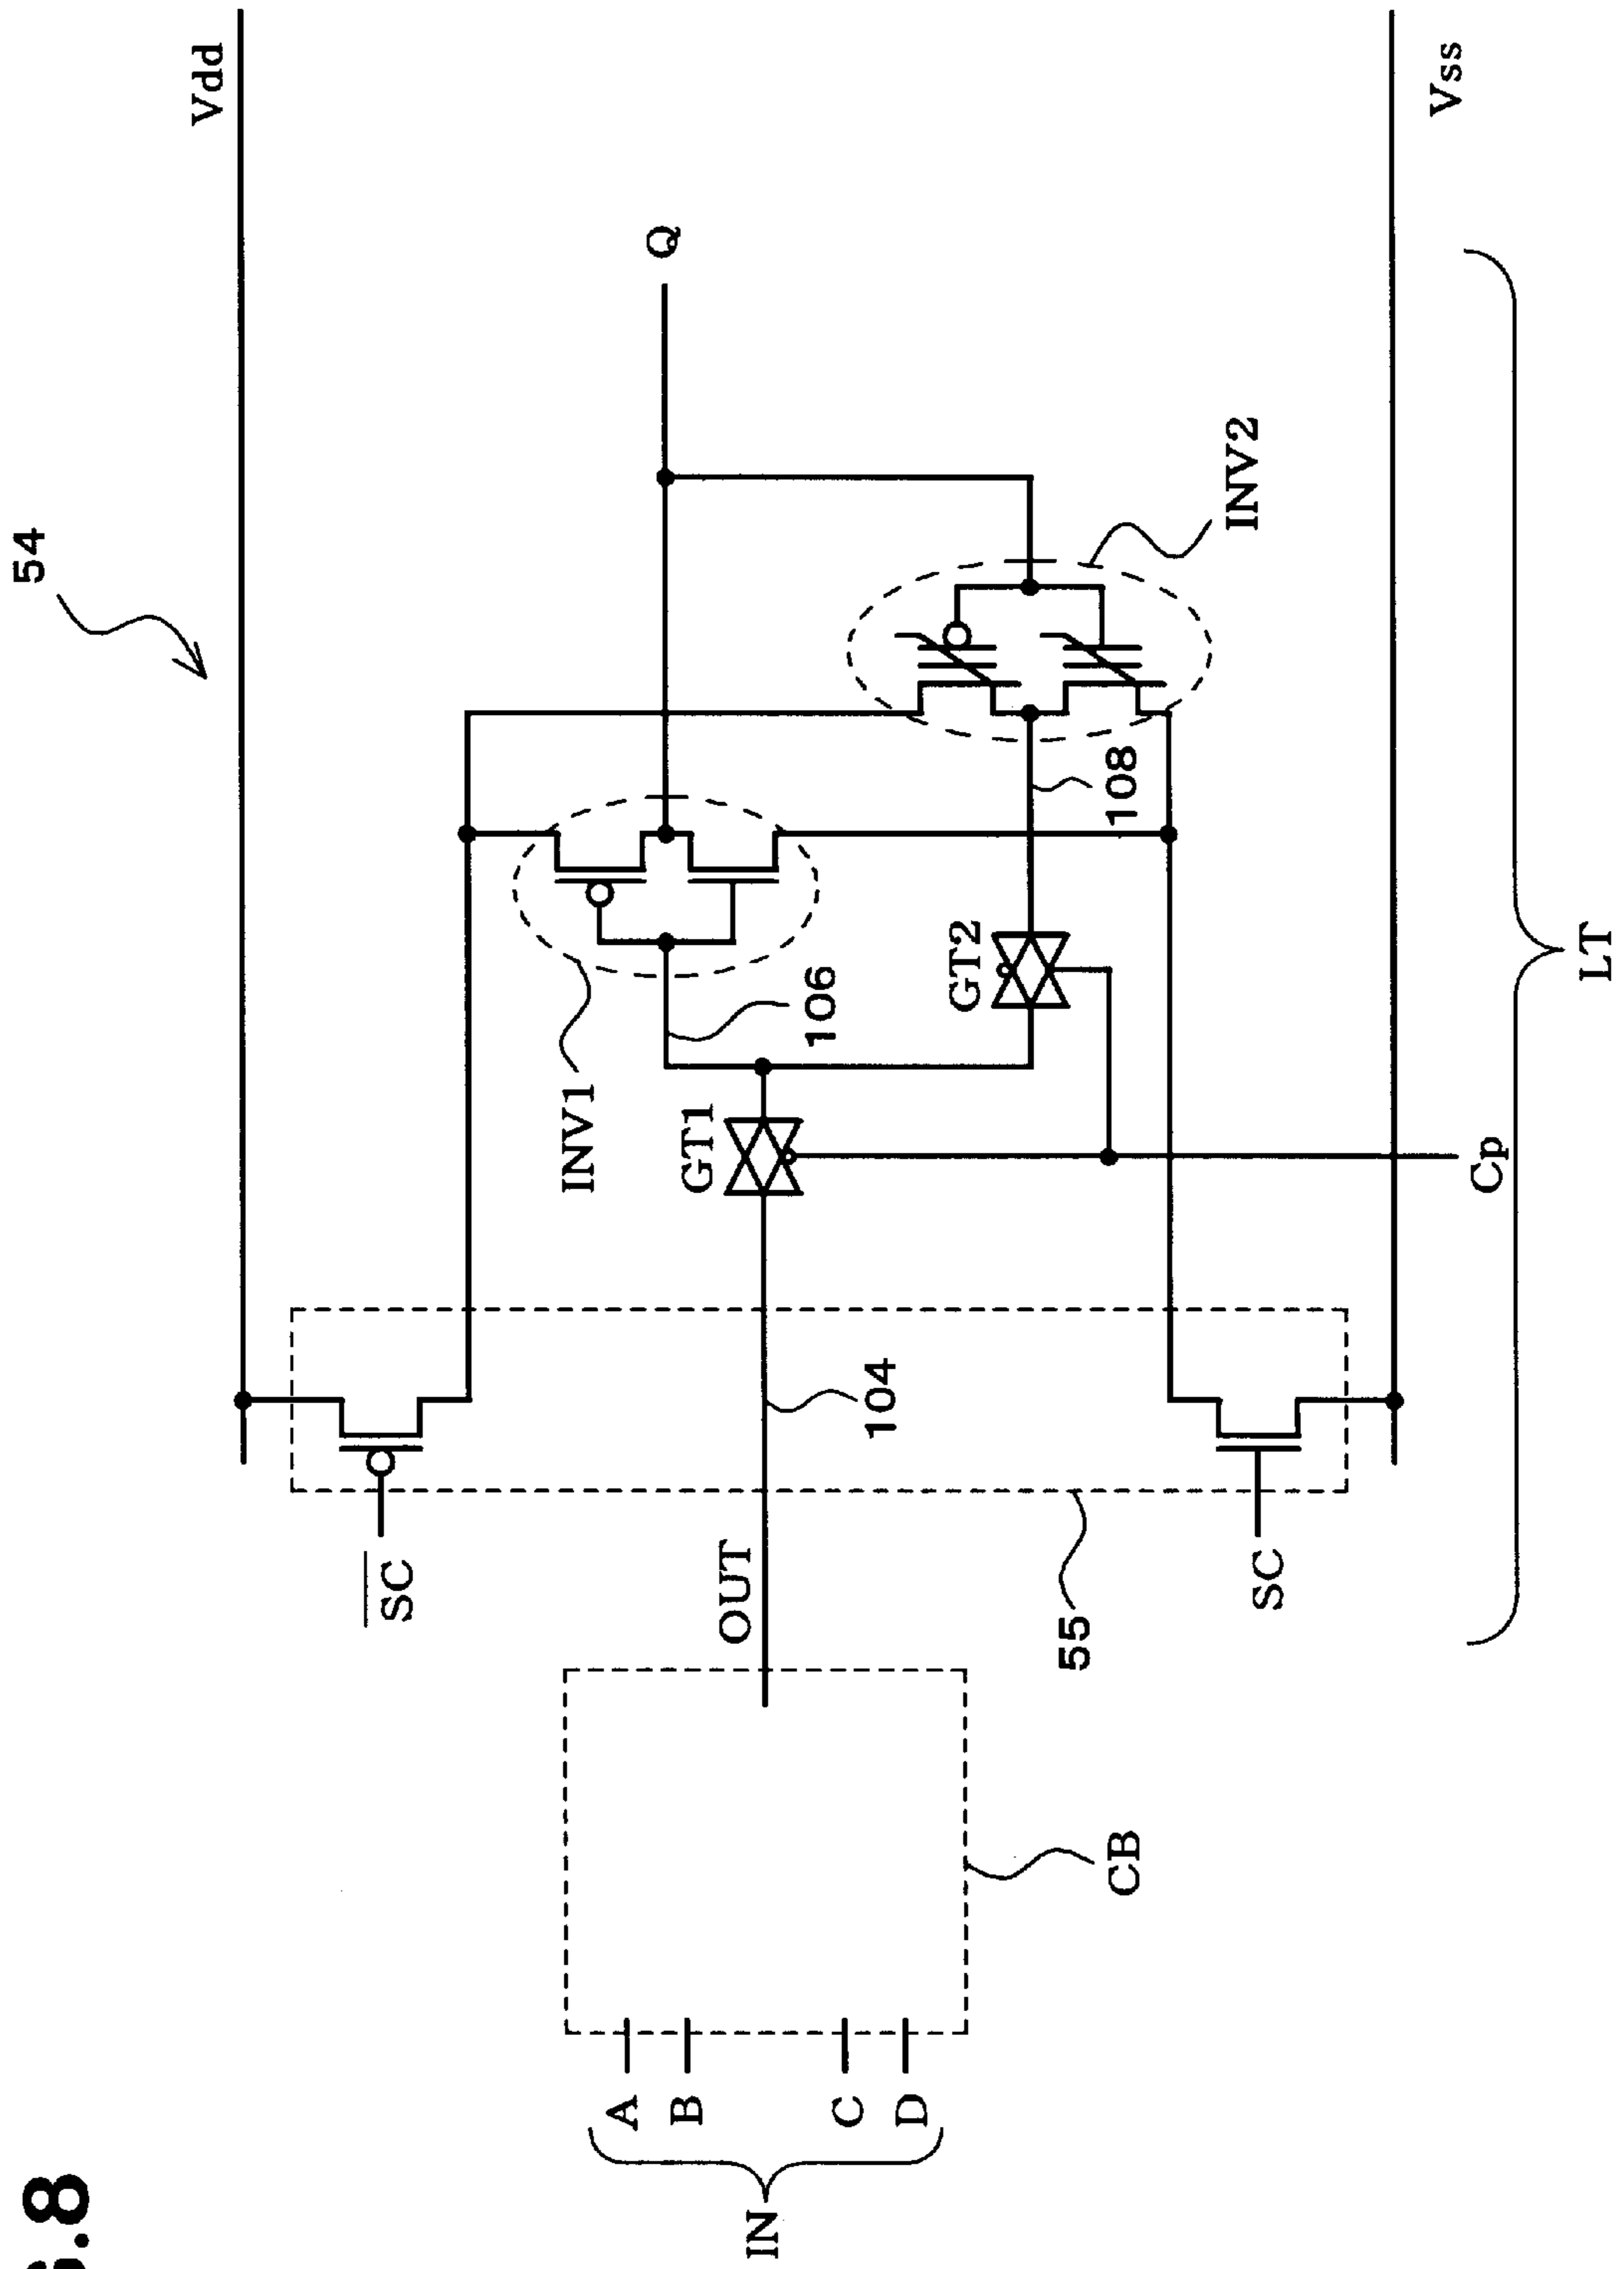 .8
54
Vdd
SC
INV1
GT1
106
Q
OUT
104
GT2
108
INV2
IN
A
B
C
D
CB
55
SC
Cp
Vss
LT